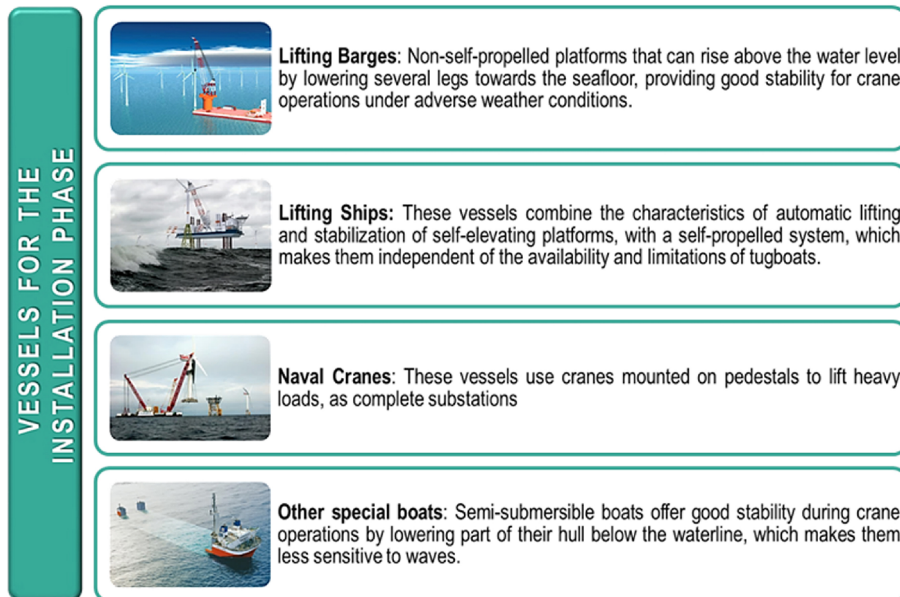 VESSELS FOR THE
INSTALLATION PHASE
Lifting Barges: Non-self-propelled platforms that can rise above the water level
by lowering several legs towards the seafloor, providing good stability for crane
operations under adverse weather conditions.
Lifting Ships: These vessels combine the characteristics of automatic lifting
and stabilization of self-elevating platforms, with a self-propelled system, which
makes them independent of the availability and limitations of tugboats.
Naval Cranes: These vessels use cranes mounted on pedestals to lift heavy
loads, as complete substations
Other special boats: Semi-submersible boats offer good stability during crane
operations by lowering part of their hull below the waterline, which makes them
less sensitive to waves.